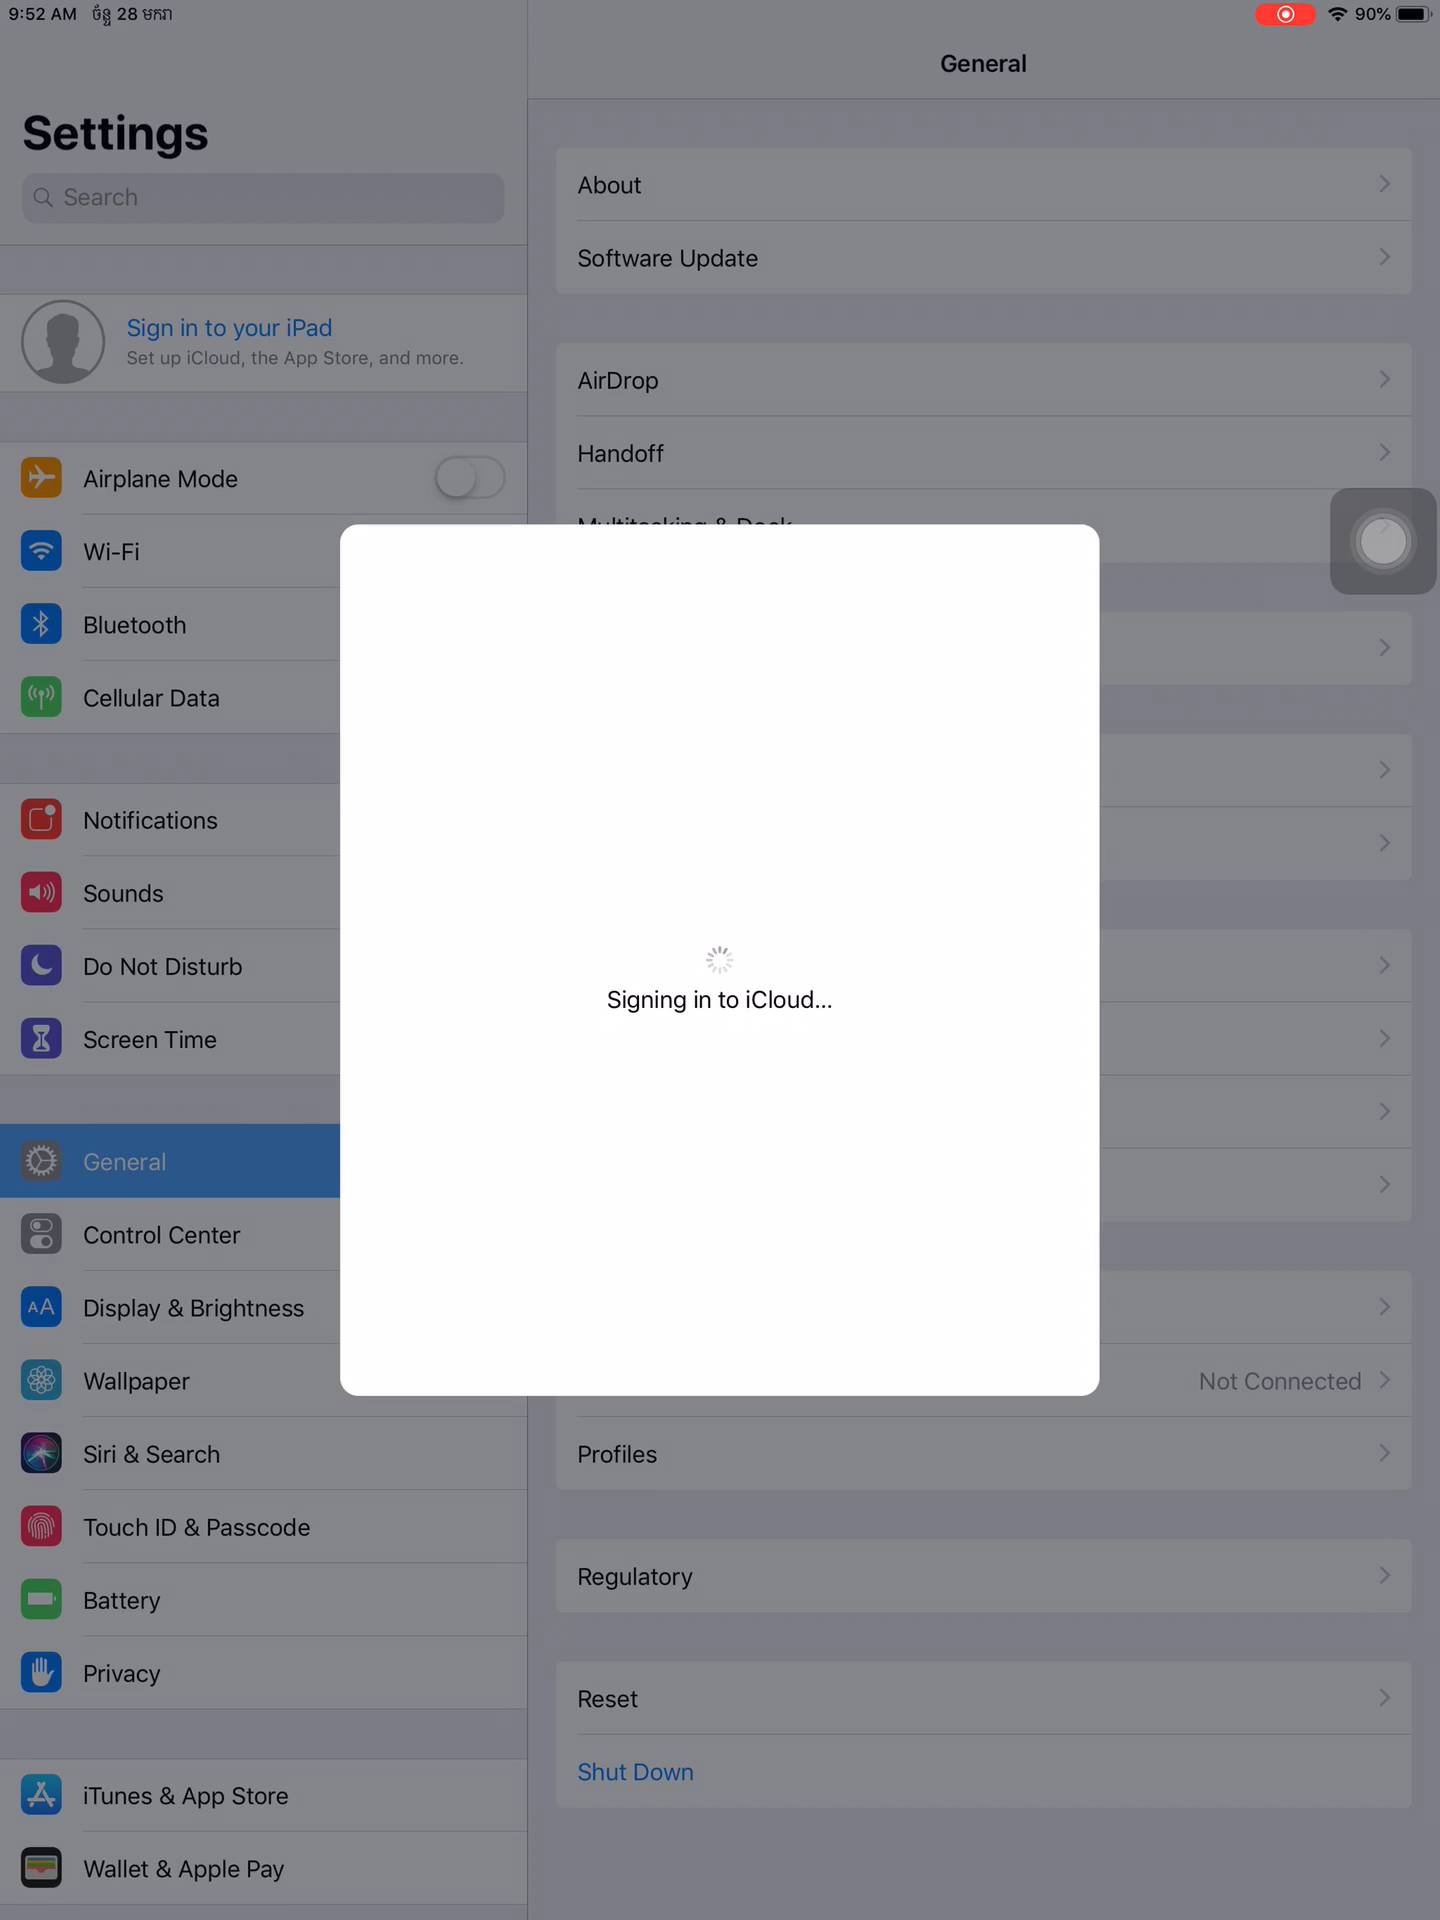 9:52 AM ច័ន្ទ 28 មករា
90%
Settings
Search
Sign in to your iPad
Set up iCloud, the App Store, and more.
Airplane Mode
Wi-Fi
Bluetooth
Cellular Data
Notifications
Sounds
Do Not Disturb
Screen Time
General
Control Center
Display & Brightness
Wallpaper
Siri & Search
Touch ID & Passcode
Battery
Privacy
iTunes & App Store
Wallet & Apple Pay
General
About
Software Update
AirDrop
Handoff
Multitasking & Dock
Signing in to iCloud...
Not Connected
Profiles
Regulatory
Reset
Shut Down